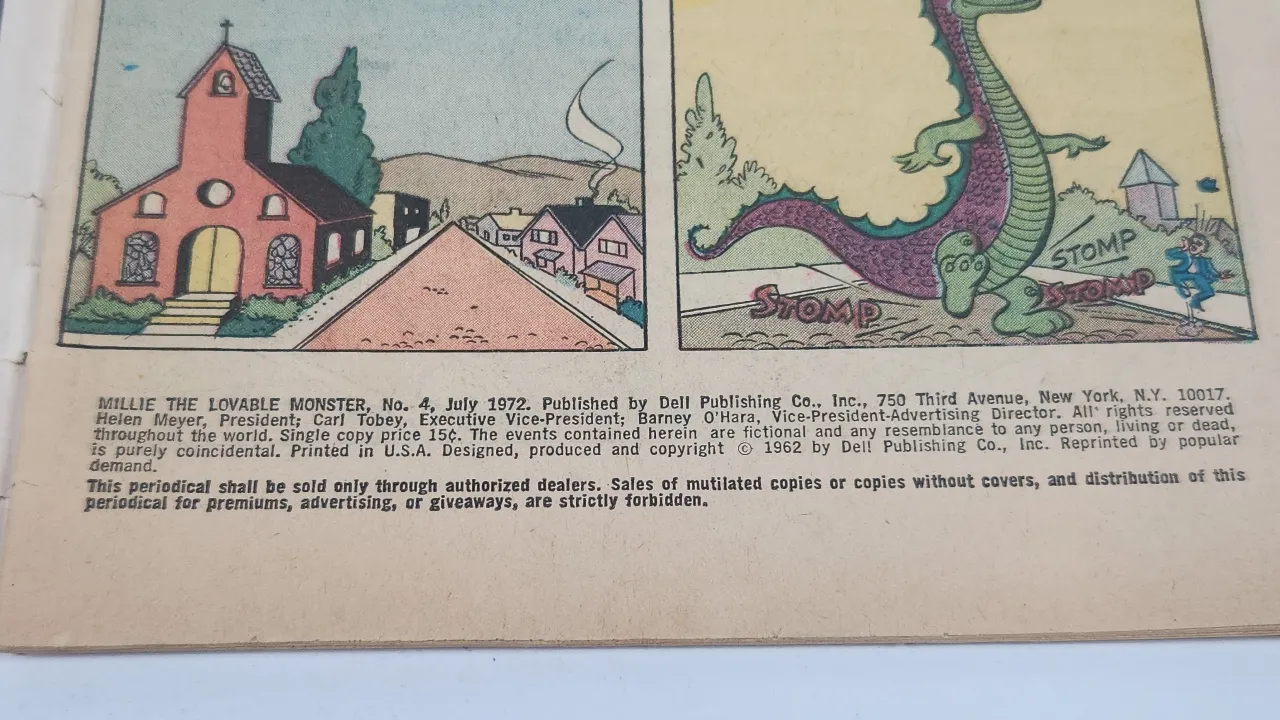 STOMP
STOMP
STOMP
MILLIE THE LOVABLE MONSTER, No. 4, July 1972. Published by Dell Publishing Co., Inc., 750 Third Avenue, New York, N.Y. 10017.
Helen Meyer, President; Carl Tobey, Executive Vice-President; Barney O'Hara, Vice-President-Advertising Director. All rights reserved
throughout the world. Single copy price 15¢. The events contained herein are fictional and any resemblance to any person, living or dead,
is purely coincidental. Printed in U.S.A. Designed, produced and copyright © 1962 by Dell Publishing Co., Inc. Reprinted by popular
demand.
This periodical shall be sold only through authorized dealers. Sales of mutilated copies or copies without covers, and distribution of this
periodical for premiums, advertising, or giveaways, are strictly forbidden.